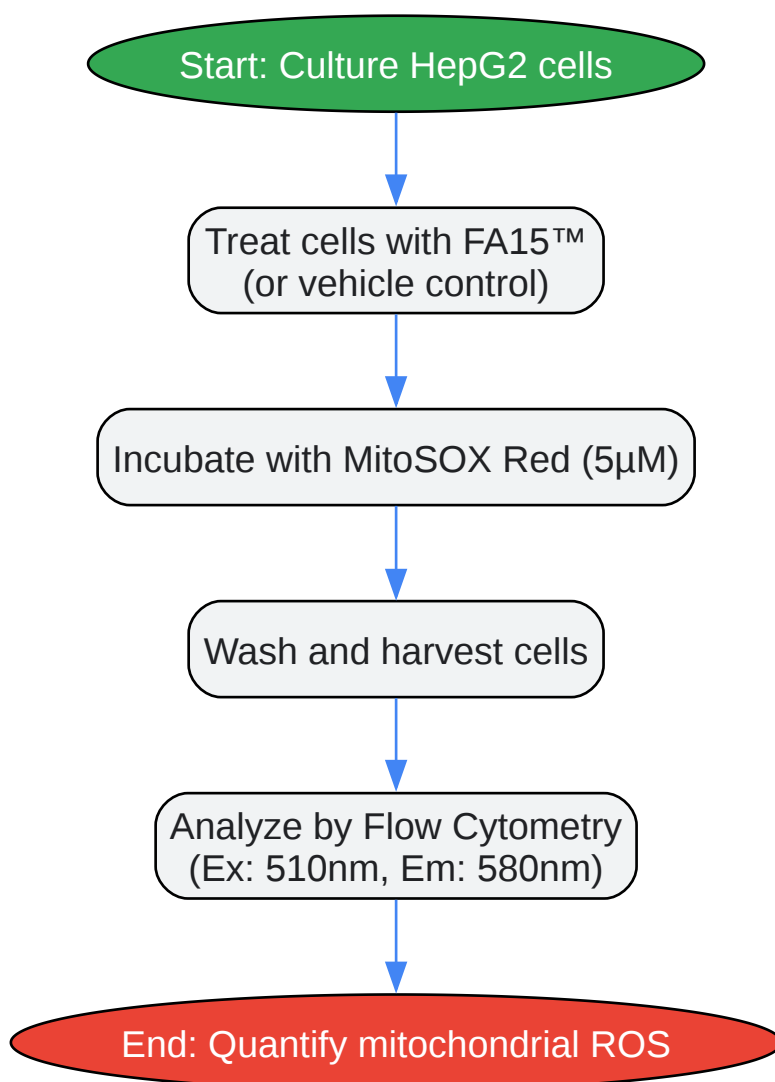 Start: Culture HepG2 cells
Treat cells with FA15™
(or vehicle control)
Incubate with MitoSOX Red (5µM)
Wash and harvest cells
Analyze by Flow Cytometry
(Ex: 510nm, Em: 580nm)
End: Quantify mitochondrial ROS